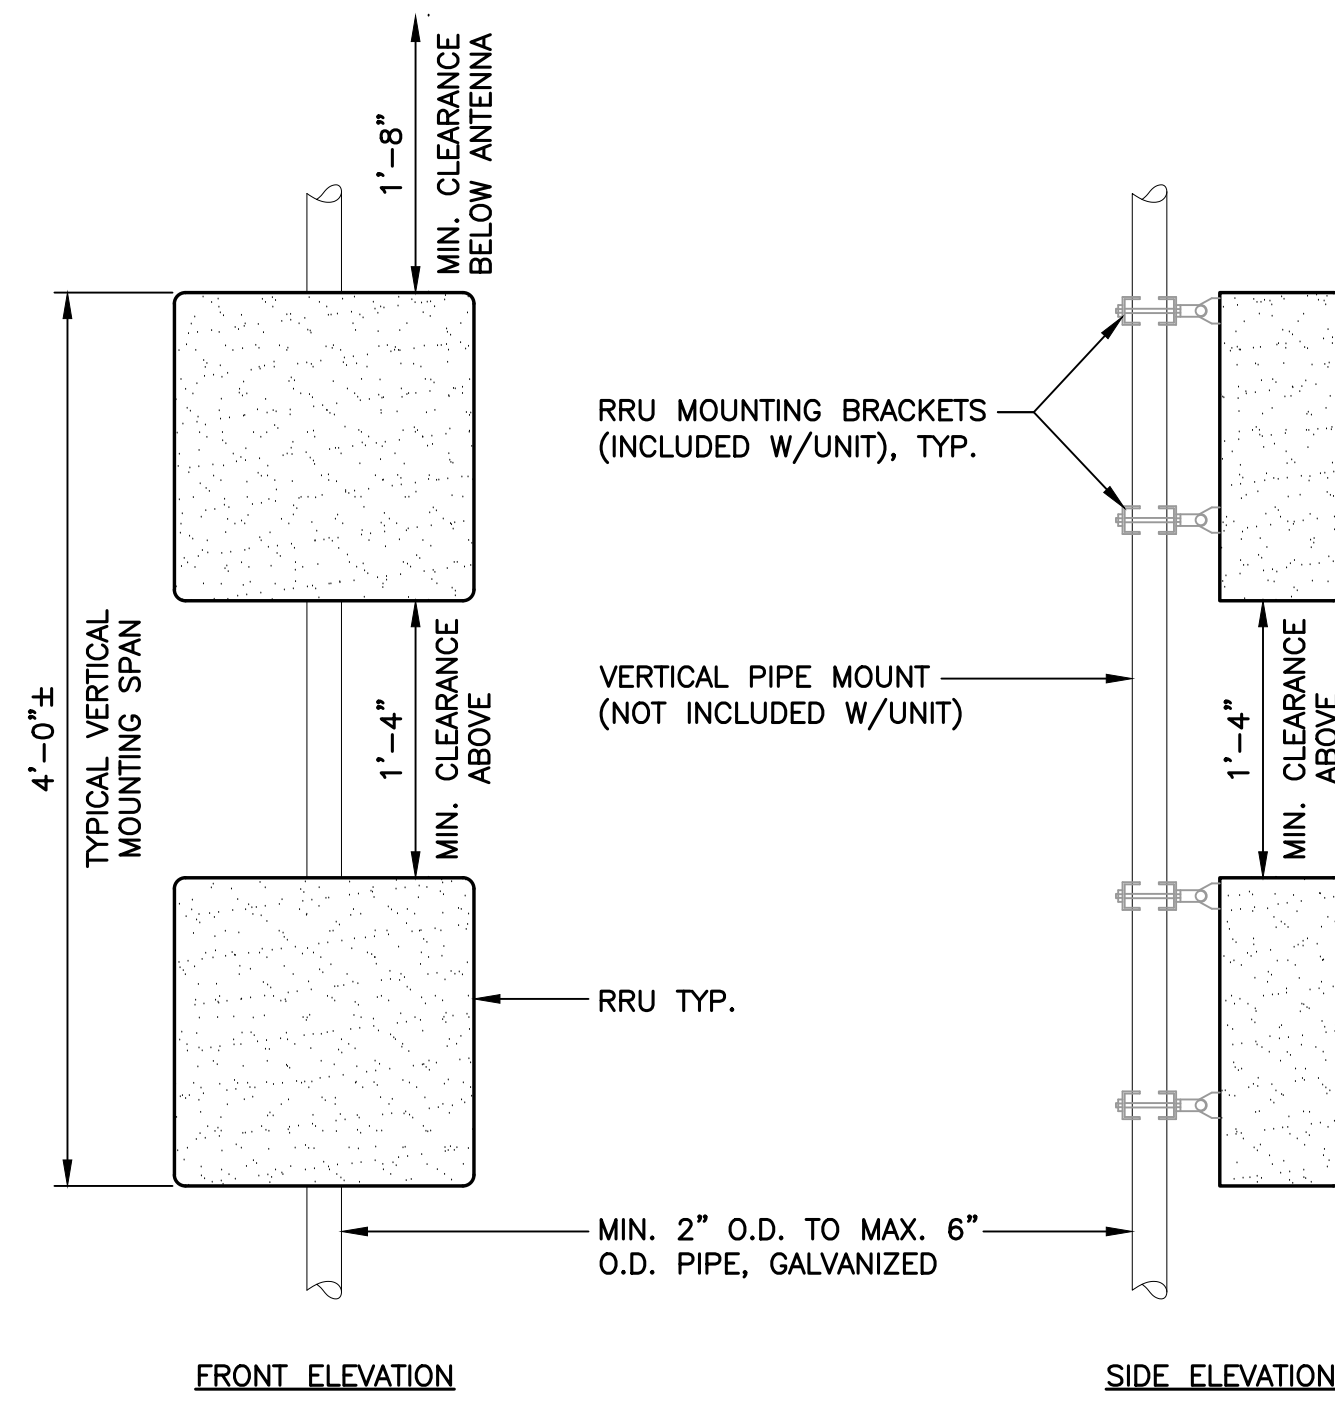 1’–8”
MIN. CLEARANCE
BELOW ANTENNA
4’–0”±
TYPICAL VERTICAL
MOUNTING SPAN
1’–4”
MIN. CLEARANCE
ABOVE
RRU MOUNTING BRACKETS
(INCLUDED W/UNIT), TYP.
VERTICAL PIPE MOUNT
(NOT INCLUDED W/UNIT)
1’–4”
MIN. CLEARANCE
ABOVE
RRU TYP.
MIN. 2” O.D. TO MAX. 6”
O.D. PIPE, GALVANIZED
FRONT ELEVATION
SIDE ELEVATION